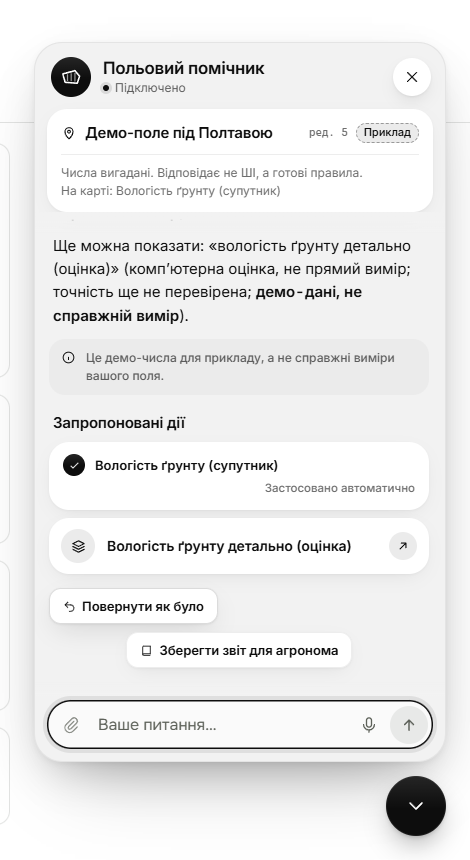 Польовий помічник
Підключено
Демо-поле під Полтавою
ред. 5
Приклад
Числа вигадані. Відповідає не ШІ, а готові правила.
На карті: Вологість ґрунту (супутник)
Ще можна показати: «вологість ґрунту детально
(оцінка)» (комп’ютерна оцінка, не прямий вимір;
точність ще не перевірена; демо-дані, не
справжній вимір).
Це демо-числа для прикладу, а не справжні виміри
вашого поля.
Запропоновані дії
Вологість ґрунту (супутник)
Застосовано автоматично
Вологість ґрунту детально (оцінка)
Повернути як було
Зберегти звіт для агронома
Ваше питання...